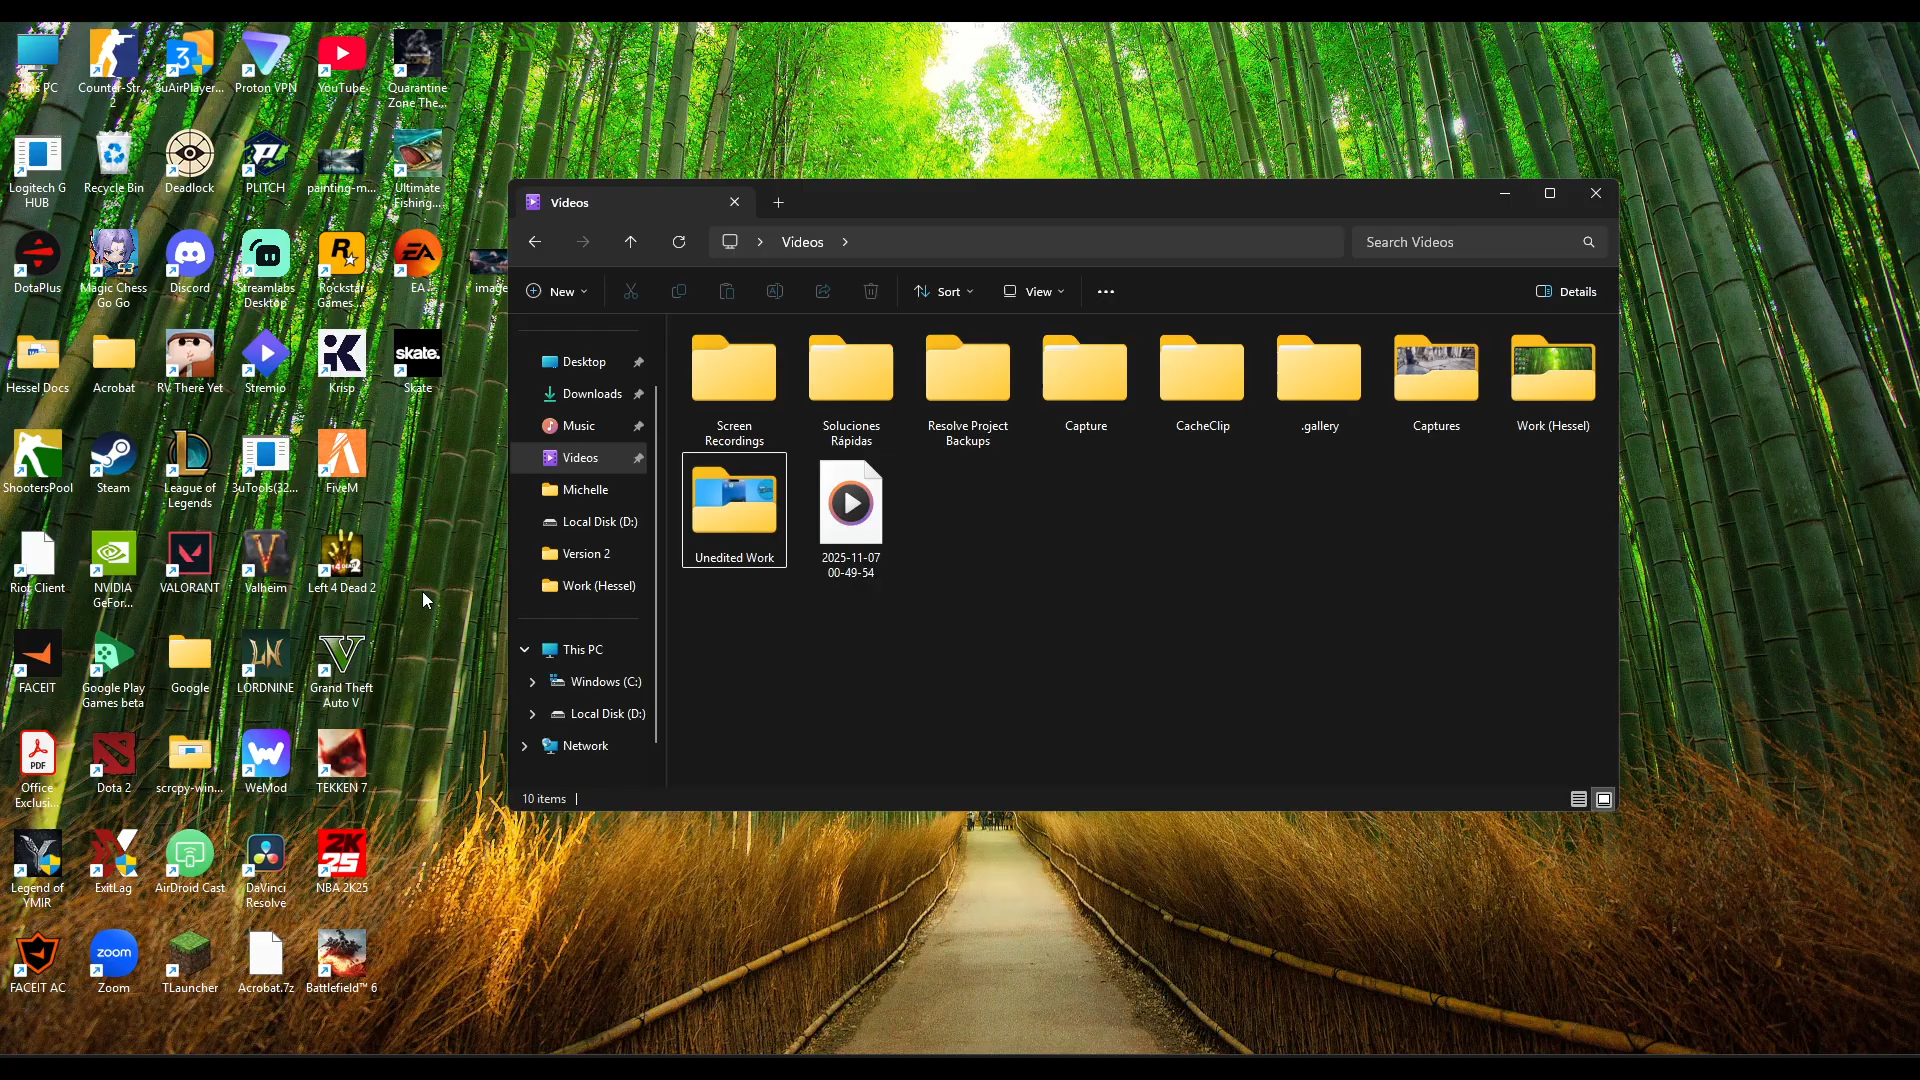 This PC
Counter-Str...
2
3uAirPlayer...
Proton VPN
YouTube
Quarantine
Zone The...
Logitech G
HUB
Recycle Bin
Deadlock
PLITCH
painting-m...
Ultimate
Fishing...
DotaPlus
Magic Chess
Go Go
Discord
Streamlabs
Desktop
Rockstar
Games...
EA
image
Hessel Docs
Acrobat
RV There Yet
Stremio
Krisp
skate.
Skate
ShootersPool
Steam
League of
Legends
3uTools(32...
FiveM
Riot Client
NVIDIA
GeFor...
VALORANT
Valheim
Left 4 Dead 2
FACEIT
Google Play
Games beta
Google
LORDNINE
Grand Theft
Auto V
PDF
Office
Exclusi...
Dota 2
scrcpy-win...
WeMod
TEKKEN 7
Legend of
YMIR
ExitLag
AirDroid Cast
DaVinci
Resolve
2K
25
NBA 2K25
FACEIT AC
zoom
Zoom
TLauncher
Acrobat.7z
Battlefield™ 6
Videos
Videos
Search Videos
New
Sort
View
Details
Desktop
Downloads
Music
Videos
Michelle
Local Disk (D:)
Version 2
Work (Hessel)
This PC
Windows (C:)
Local Disk (D:)
Network
Screen
Recordings
Soluciones
Rápidas
Resolve Project
Backups
Capture
CacheClip
.gallery
Captures
Work (Hessel)
Unedited Work
2025-11-07
00-49-54
10 items